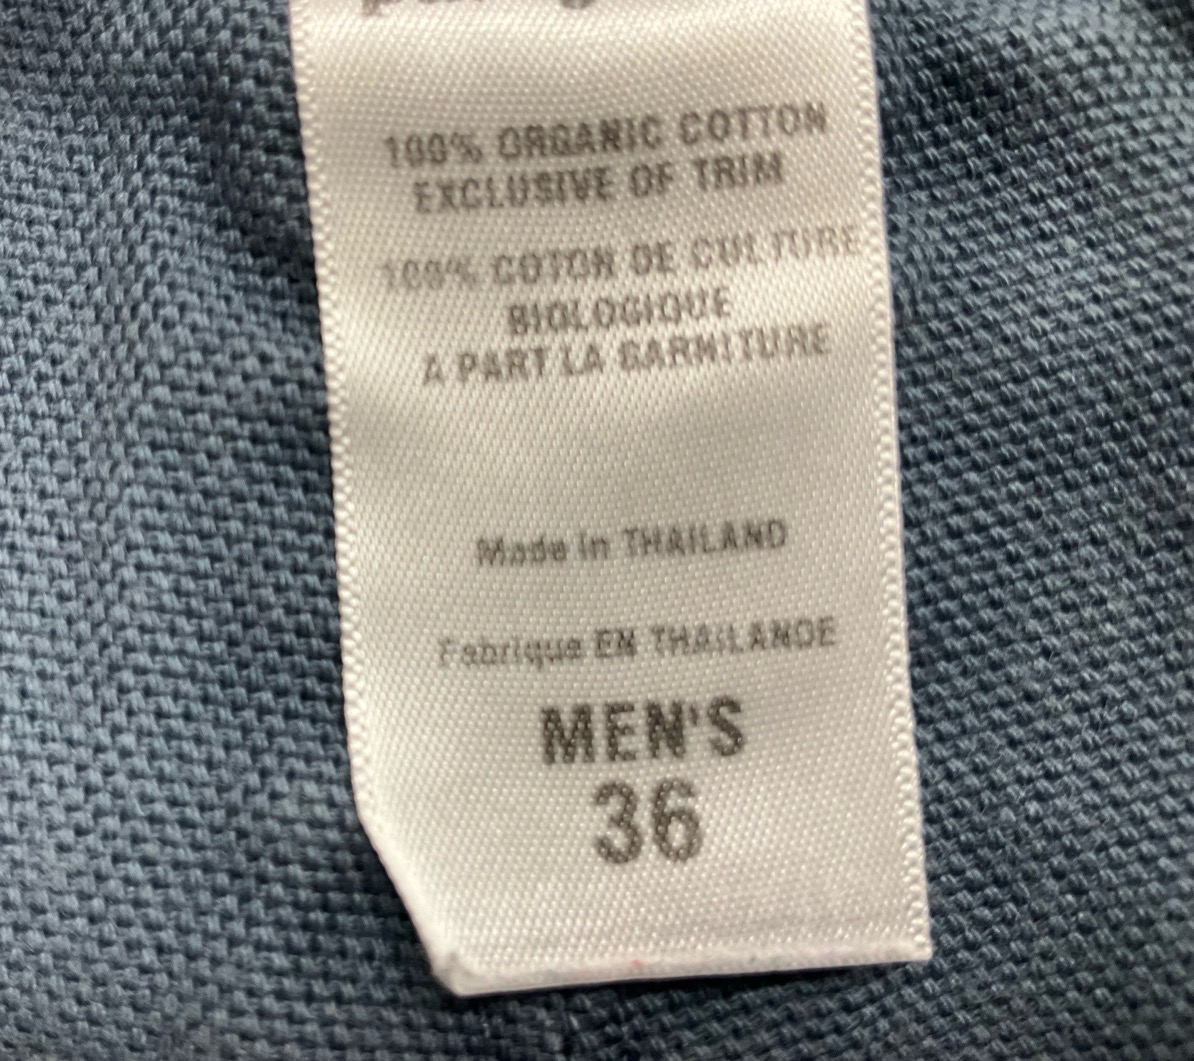 100% ORGANIC COTTON
EXCLUSIVE OF TRIM
100% COTON DE CULTURE
BIOLOGIQUE
A PART LA GARNITURE
Made in THAILAND
Fabrique EN THAILANDE
MEN'S
36